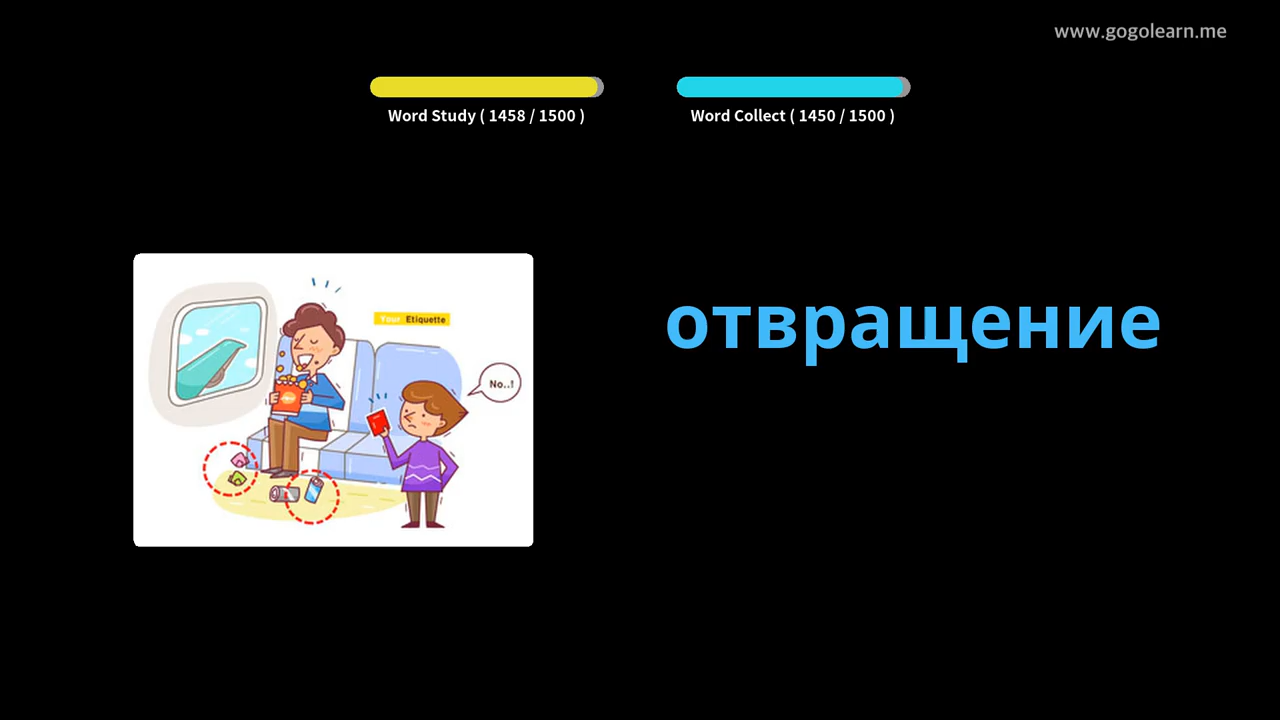 www.gogolearn.me
Word Study ( 1458 / 1500 )
Word Collect ( 1450 / 1500 )
Your Etiquette
No..!
отвращение